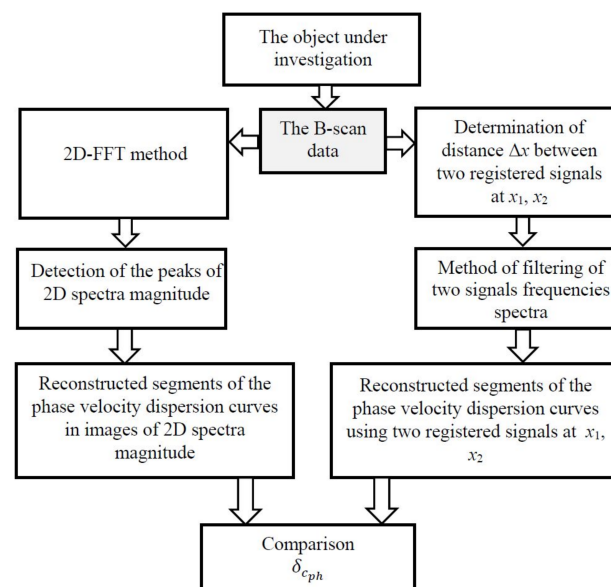 The object under
investigation
The B-scan
data
2D-FFT method
Determination of
distance Δx between
two registered signals
at x₁, x₂
Detection of the peaks of
2D spectra magnitude
Method of filtering of
two signals frequencies
spectra
Reconstructed segments of the
phase velocity dispersion curves
in images of 2D spectra
magnitude
Reconstructed segments of the
phase velocity dispersion curves
using two registered signals at x₁,
x₂
Comparison
δ_{c_{ph}}